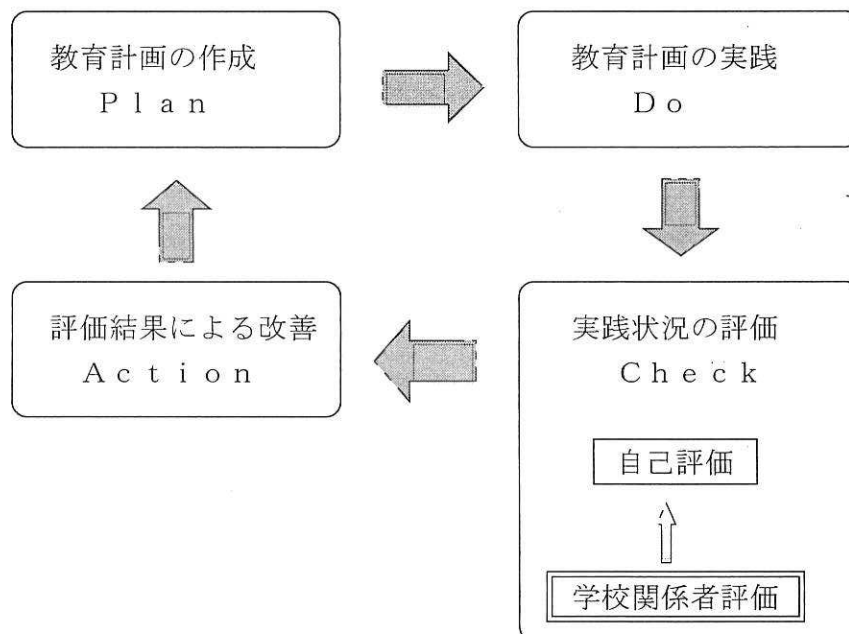 教育計画の作成
Ｐｌａｎ
教育計画の実践
Ｄｏ
実践状況の評価
Ｃｈｅｃｋ
自己評価
学校関係者評価
評価結果による改善
Ａｃｔｉｏｎ